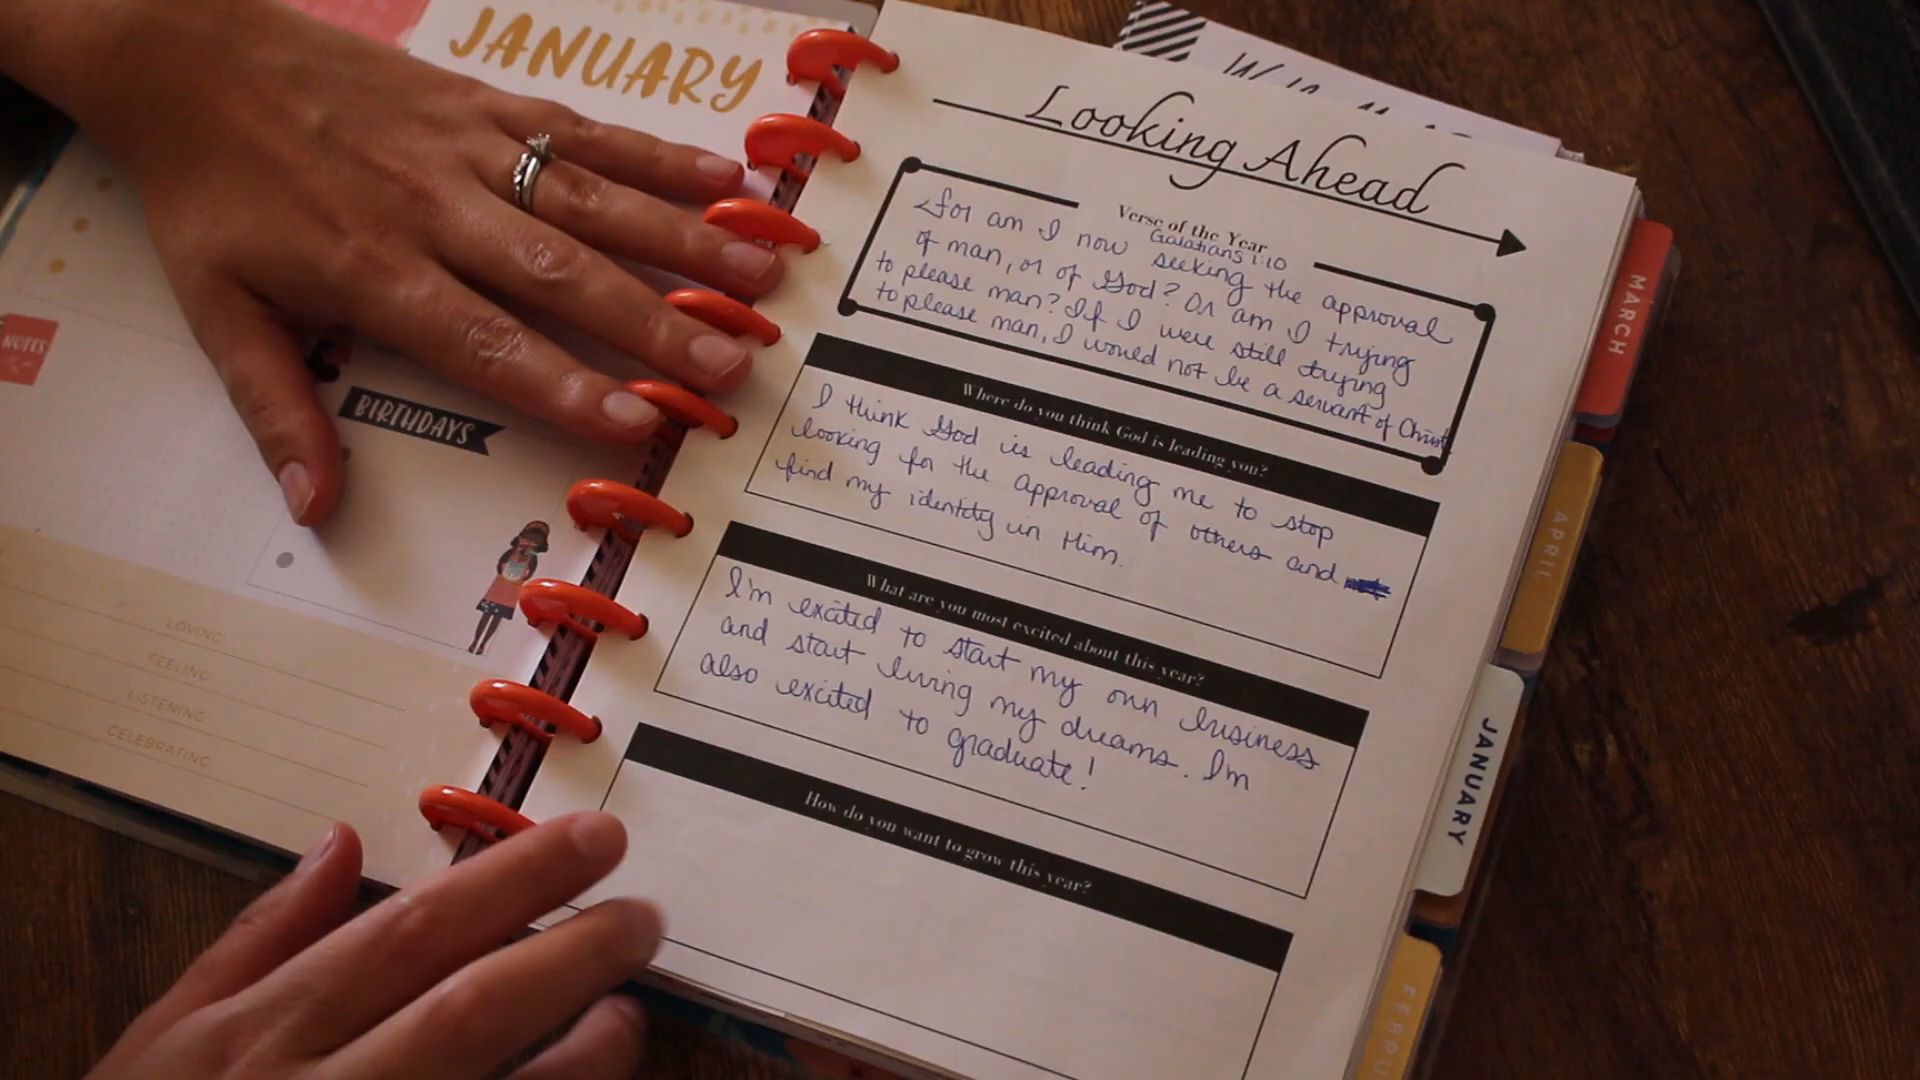 JANUARY
NOTES
BIRTHDAYS
LOVING
FEELING
LISTENING
CELEBRATING
Looking Ahead
Verse of the Year
Galatians 1:10
For am I now seeking the approval
of man, or of God? Or am I trying
to please man? If I were still trying
to please man, I would not be a servant of Christ
Where do you think God is leading you?
I think God is leading me to stop
looking for the approval of others and
find my identity in Him.
What are you most excited about this year?
I'm excited to start my own business
and start living my dreams. I'm
also excited to graduate!
How do you want to grow this year?
MARCH
APRIL
JANUARY
FEBRU